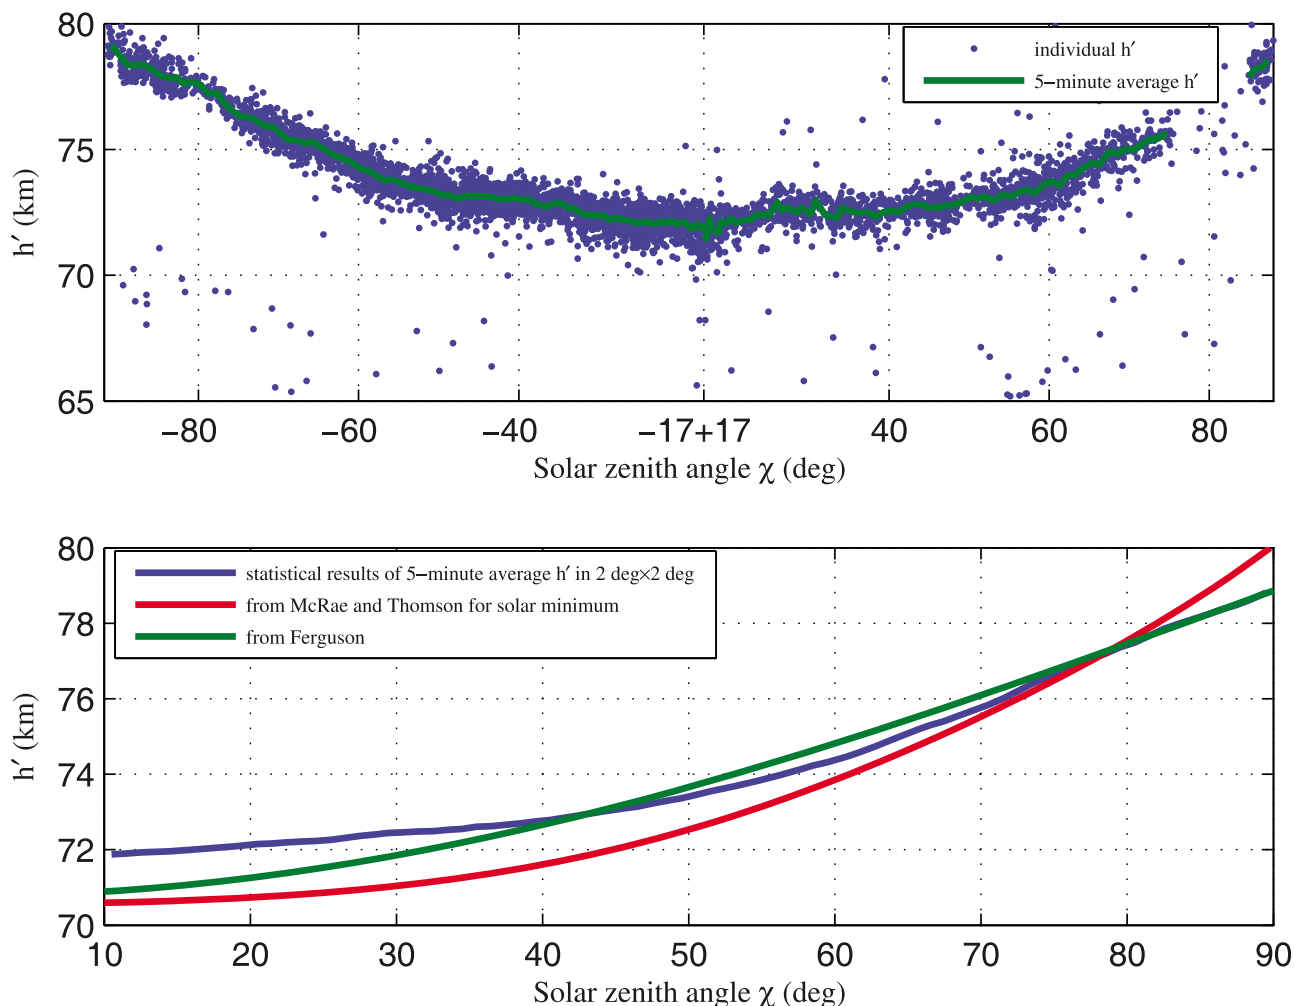 80
75
70
65
h′ (km)
individual h′
5−minute average h′
−80
−60
−40
−17+17
40
60
80
Solar zenith angle χ (deg)
80
78
76
74
72
70
h′ (km)
statistical results of 5−minute average h′ in 2 deg×2 deg
from McRae and Thomson for solar minimum
from Ferguson
10
20
30
40
50
60
70
80
90
Solar zenith angle χ (deg)